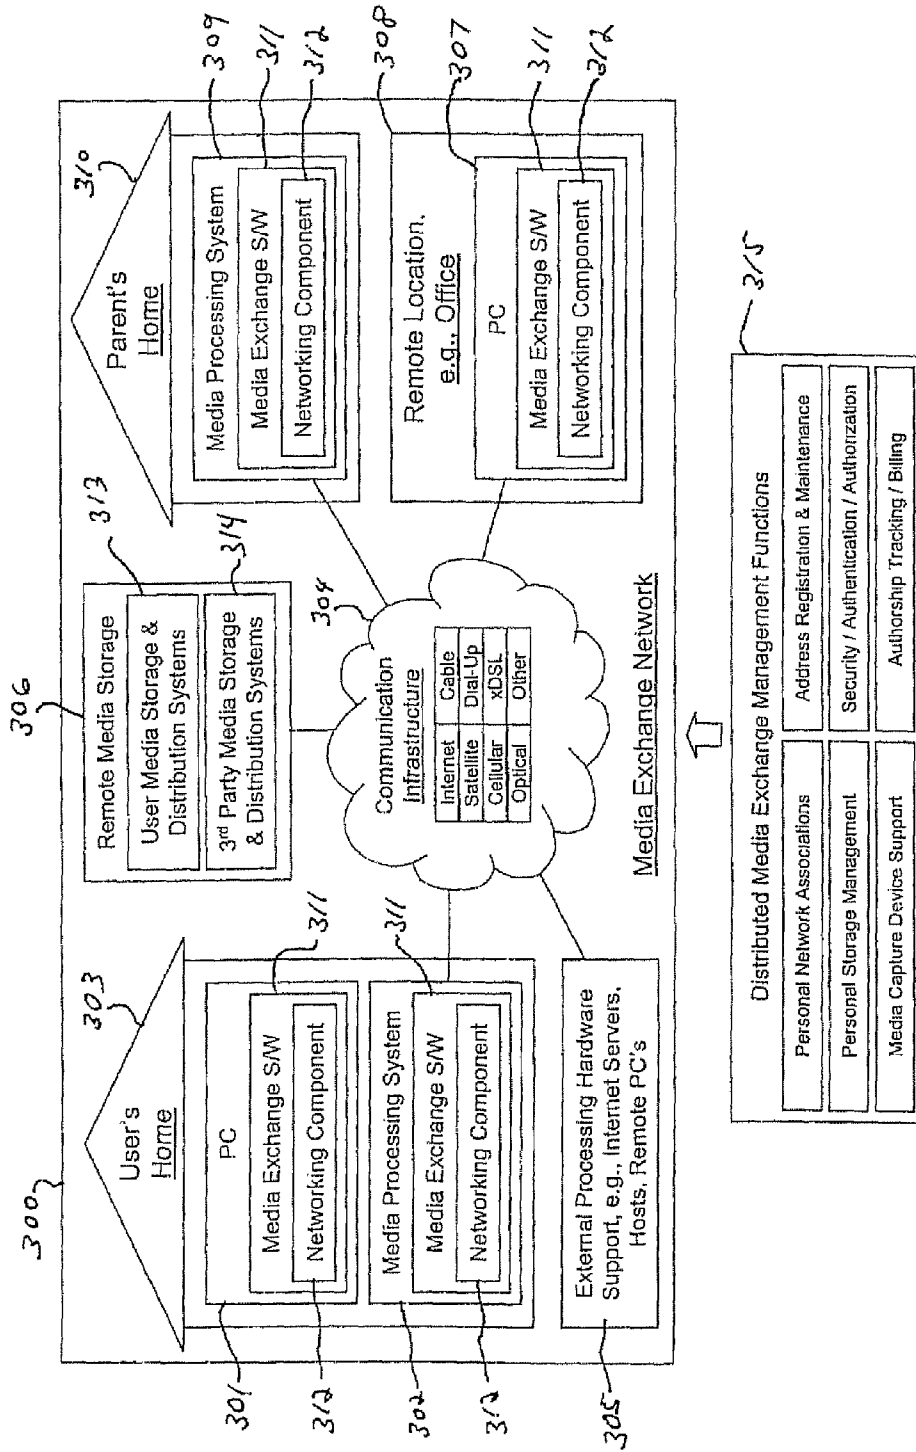 300
User's
Home
303
PC
Media Exchange S/W
Networking Component
311
301
312
Media Processing System
Media Exchange S/W
Networking Component
311
302
312
External Processing Hardware
Support, e.g., Internet Servers,
Hosts, Remote PC's
305
306
Remote Media Storage
User Media Storage &
Distribution Systems
313
3rd Party Media Storage
& Distribution Systems
314
304
Communication
Infrastructure
Internet Cable
Satellite Dial-Up
Cellular xDSL
Optical Other
Media Exchange Network
Parent's
Home
310
Media Processing System
Media Exchange S/W
Networking Component
309
311
312
Remote Location,
e.g., Office
308
PC
Media Exchange S/W
Networking Component
307
311
312
Distributed Media Exchange Management Functions
315
Personal Network Associations
Address Registration & Maintenance
Personal Storage Management
Security / Authentication / Authorization
Media Capture Device Support
Authorship Tracking / Billing